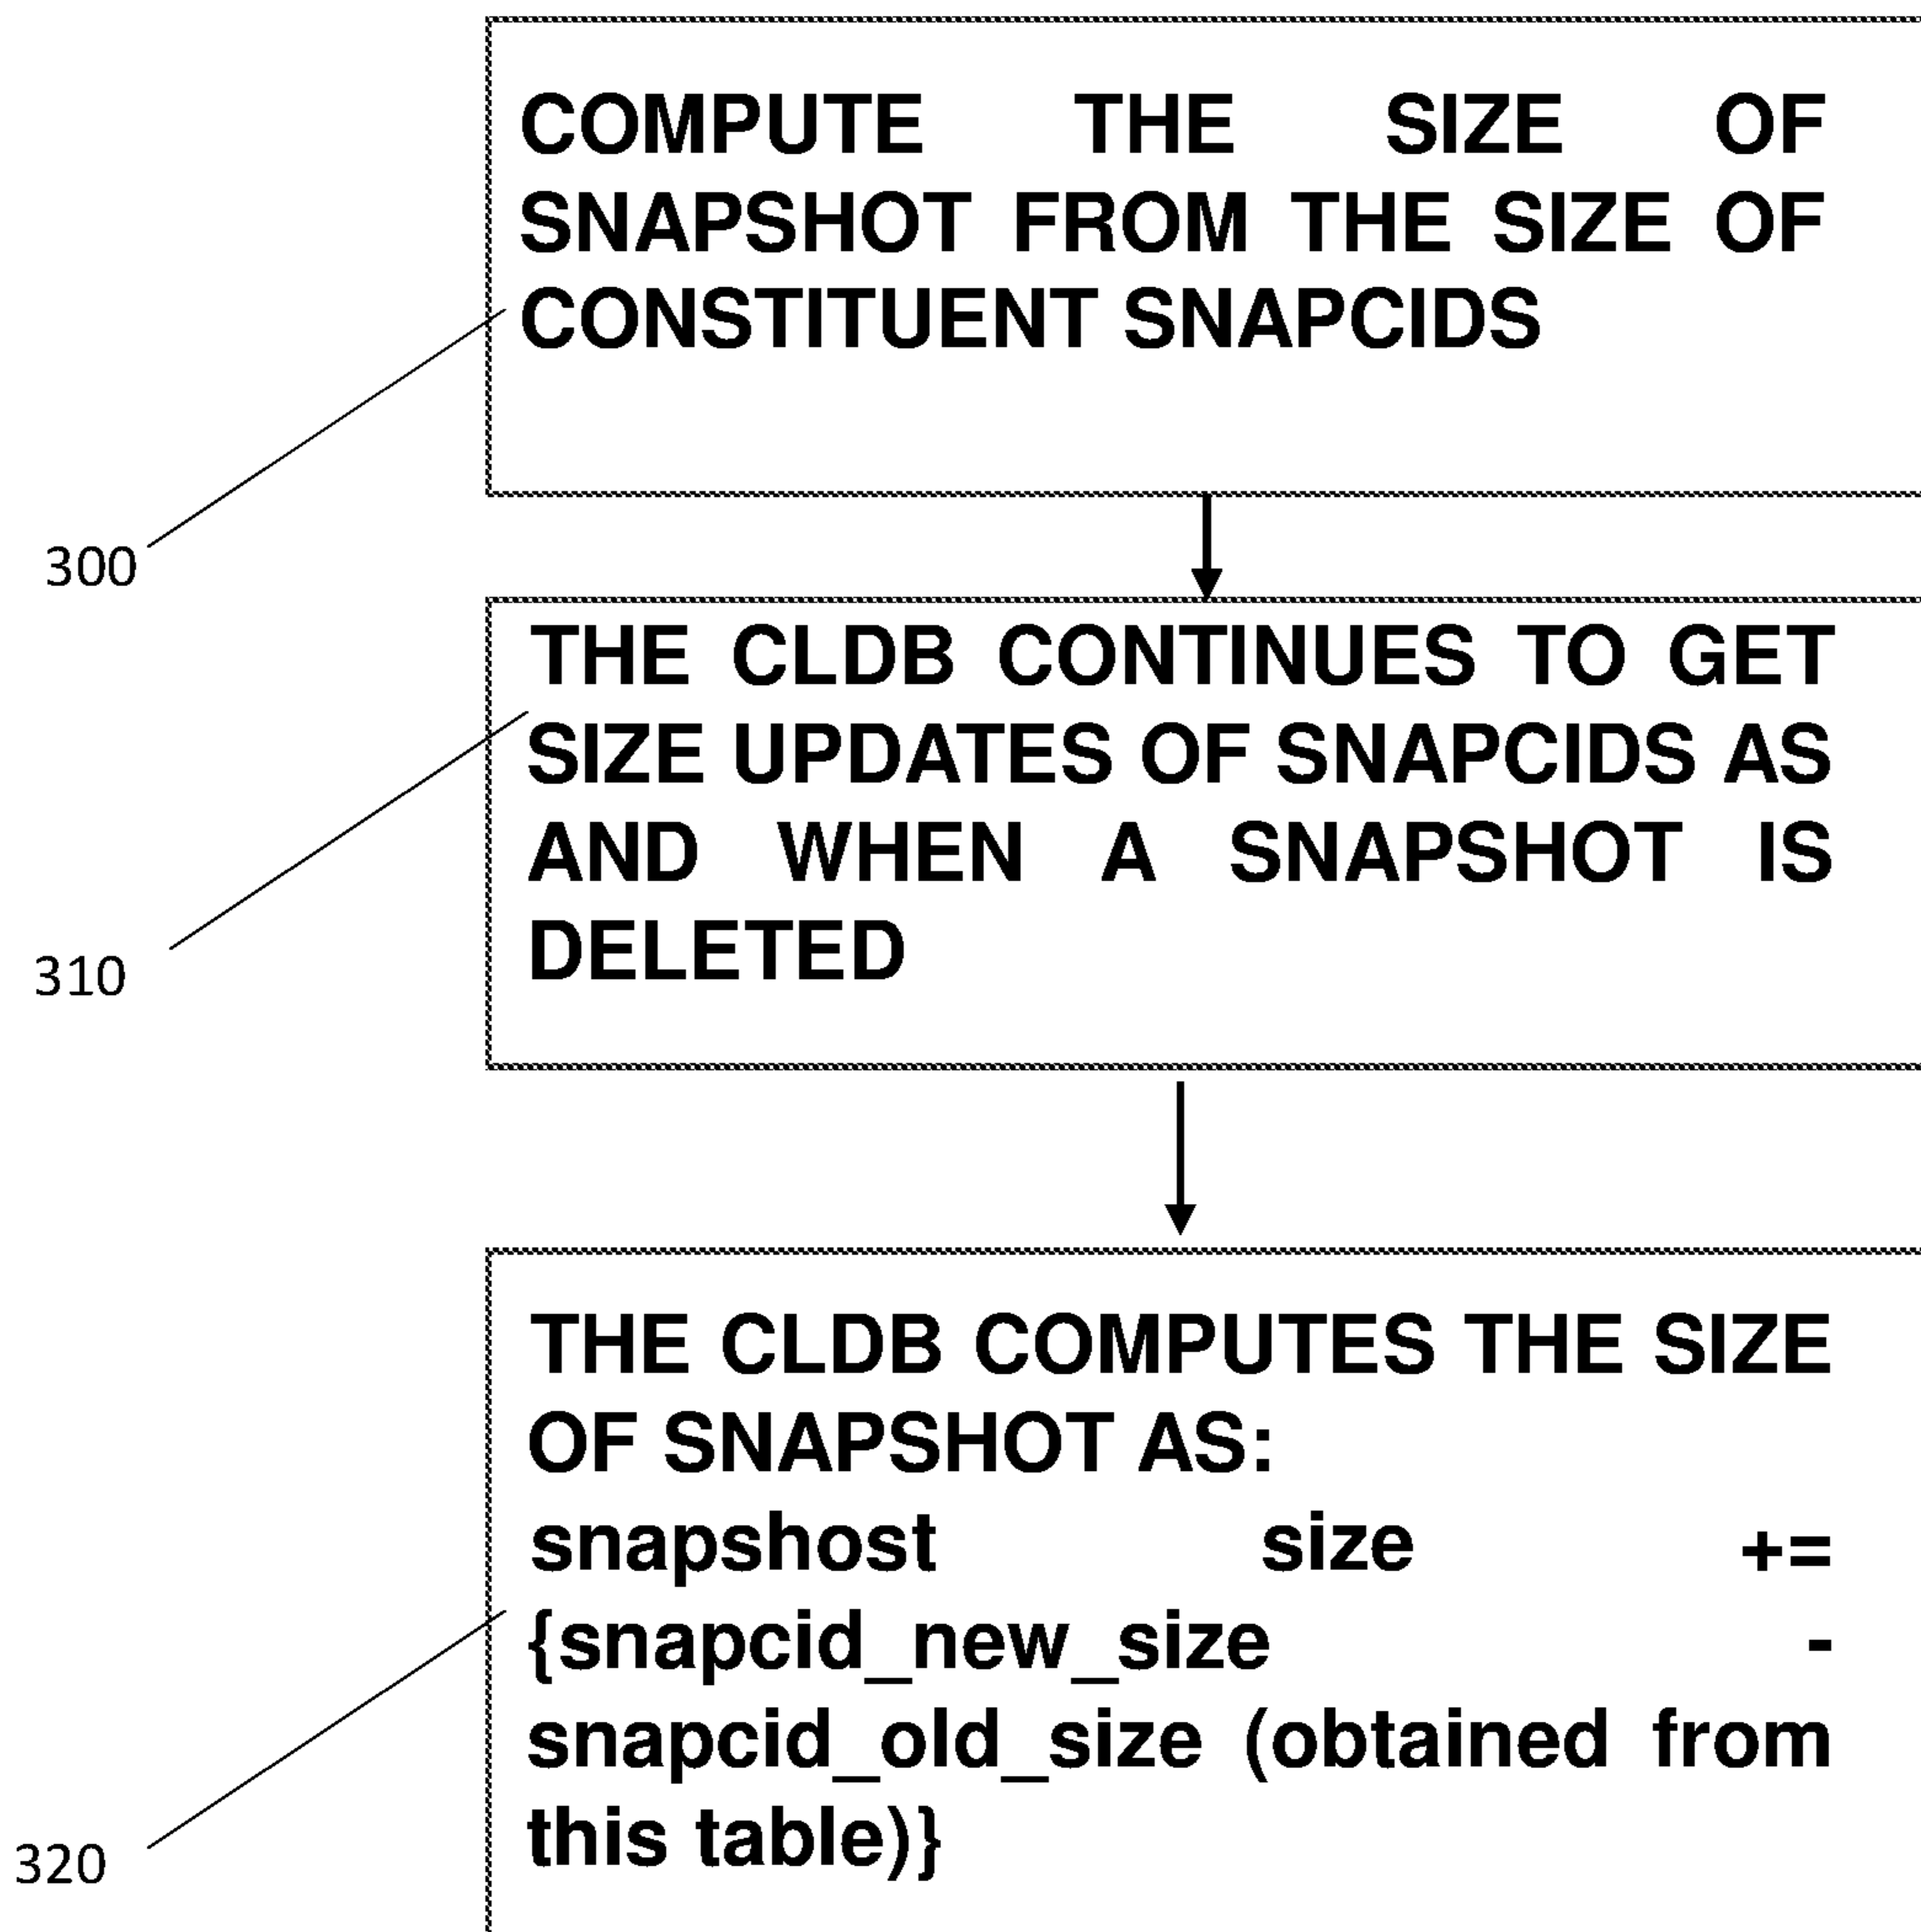 COMPUTE THE SIZE OF
SNAPSHOT FROM THE SIZE OF
CONSTITUENT SNAPCIDS
300
THE CLDB CONTINUES TO GET
SIZE UPDATES OF SNAPCIDS AS
AND WHEN A SNAPSHOT IS
DELETED
310
THE CLDB COMPUTES THE SIZE
OF SNAPSHOT AS:
snapshost size +=
{snapcid_new_size -
snapcid_old_size (obtained from
this table)}
320